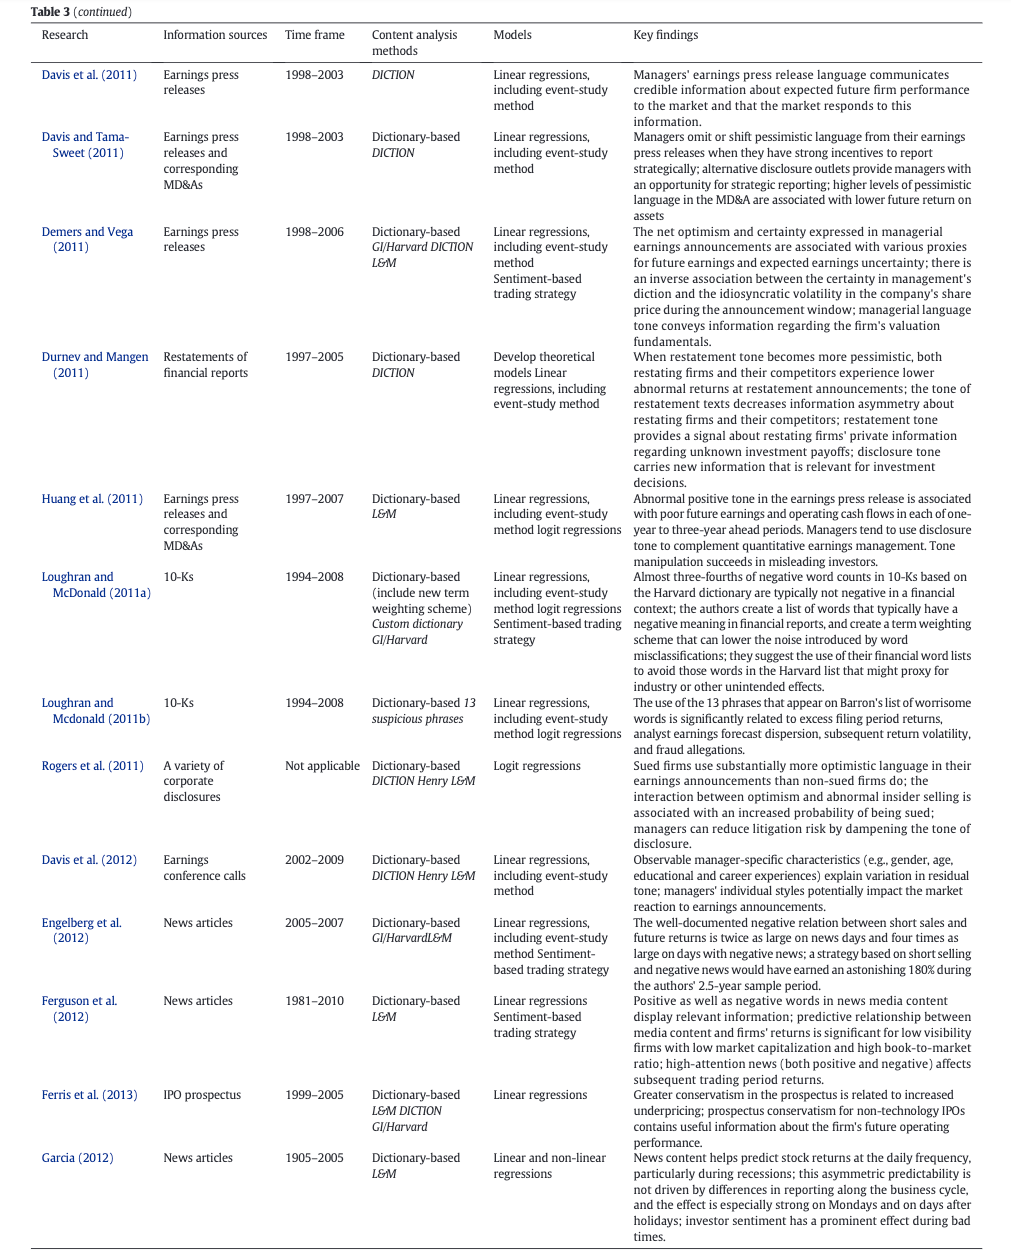 Table 3 (continued)
Research Information sources Time frame Content analysis methods Models Key findings
Davis et al. (2011)
Earnings press
releases
1998–2003
DICTION
Linear regressions,
including event-study
method
Managers' earnings press release language communicates
credible information about expected future firm performance
to the market and that the market responds to this
information.
Davis and Tama-
Sweet (2011)
Earnings press
releases and
corresponding
MD&As
1998–2003
Dictionary-based
DICTION
Linear regressions,
including event-study
method
Managers omit or shift pessimistic language from their earnings
press releases when they have strong incentives to report
strategically; alternative disclosure outlets provide managers with
an opportunity for strategic reporting; higher levels of pessimistic
language in the MD&A are associated with lower future return on
assets
Demers and Vega
(2011)
Earnings press
releases
1998–2006
Dictionary-based
GI/Harvard DICTION
L&M
Linear regressions,
including event-study
method
Sentiment-based
trading strategy
The net optimism and certainty expressed in managerial
earnings announcements are associated with various proxies
for future earnings and expected earnings uncertainty; there is
an inverse association between the certainty in management's
diction and the idiosyncratic volatility in the company's share
price during the announcement window; managerial language
tone conveys information regarding the firm's valuation
fundamentals.
Durnev and Mangen
(2011)
Restatements of
financial reports
1997–2005
Dictionary-based
DICTION
Develop theoretical
models Linear
regressions, including
event-study method
When restatement tone becomes more pessimistic, both
restating firms and their competitors experience lower
abnormal returns at restatement announcements; the tone of
restatement texts decreases information asymmetry about
restating firms and their competitors; restatement tone
provides a signal about restating firms' private information
regarding unknown investment payoffs; disclosure tone
carries new information that is relevant for investment
decisions.
Huang et al. (2011)
Earnings press
releases and
corresponding
MD&As
1997–2007
Dictionary-based
L&M
Linear regressions,
including event-study
method logit regressions
Abnormal positive tone in the earnings press release is associated
with poor future earnings and operating cash flows in each of one-
year to three-year ahead periods. Managers tend to use disclosure
tone to complement quantitative earnings management. Tone
manipulation succeeds in misleading investors.
Loughran and
McDonald (2011a)
10-Ks
1994–2008
Dictionary-based
(include new term
weighting scheme)
Custom dictionary
GI/Harvard
Linear regressions,
including event-study
method logit regressions
Sentiment-based trading
strategy
Almost three-fourths of negative word counts in 10-Ks based on
the Harvard dictionary are typically not negative in a financial
context; the authors create a list of words that typically have a
negative meaning in financial reports, and create a term weighting
scheme that can lower the noise introduced by word
misclassifications; they suggest the use of their financial word lists
to avoid those words in the Harvard list that might proxy for
industry or other unintended effects.
Loughran and
Mcdonald (2011b)
10-Ks
1994–2008
Dictionary-based 13
suspicious phrases
Linear regressions,
including event-study
method logit regressions
The use of the 13 phrases that appear on Barron's list of worrisome
words is significantly related to excess filing period returns,
analyst earnings forecast dispersion, subsequent return volatility,
and fraud allegations.
Rogers et al. (2011)
A variety of
corporate
disclosures
Not applicable
Dictionary-based
DICTION Henry L&M
Logit regressions
Sued firms use substantially more optimistic language in their
earnings announcements than non-sued firms do; the
interaction between optimism and abnormal insider selling is
associated with an increased probability of being sued;
managers can reduce litigation risk by dampening the tone of
disclosure.
Davis et al. (2012)
Earnings
conference calls
2002–2009
Dictionary-based
DICTION Henry L&M
Linear regressions,
including event-study
method
Observable manager-specific characteristics (e.g., gender, age,
educational and career experiences) explain variation in residual
tone; managers' individual styles potentially impact the market
reaction to earnings announcements.
Engelberg et al.
(2012)
News articles
2005–2007
Dictionary-based
GI/HarvardL&M
Linear regressions,
including event-study
method Sentiment-
based trading strategy
The well-documented negative relation between short sales and
future returns is twice as large on news days and four times as
large on days with negative news; a strategy based on short selling
and negative news would have earned an astonishing 180% during
the authors' 2.5-year sample period.
Ferguson et al.
(2012)
News articles
1981–2010
Dictionary-based
L&M
Linear regressions
Sentiment-based
trading strategy
Positive as well as negative words in news media content
display relevant information; predictive relationship between
media content and firms' returns is significant for low visibility
firms with low market capitalization and high book-to-market
ratio; high-attention news (both positive and negative) affects
subsequent trading period returns.
Ferris et al. (2013)
IPO prospectus
1999–2005
Dictionary-based
L&M DICTION
GI/Harvard
Linear regressions
Greater conservatism in the prospectus is related to increased
underpricing; prospectus conservatism for non-technology IPOs
contains useful information about the firm's future operating
performance.
Garcia (2012)
News articles
1905–2005
Dictionary-based
L&M
Linear and non-linear
regressions
News content helps predict stock returns at the daily frequency,
particularly during recessions; this asymmetric predictability is
not driven by differences in reporting along the business cycle,
and the effect is especially strong on Mondays and on days after
holidays; investor sentiment has a prominent effect during bad
times.